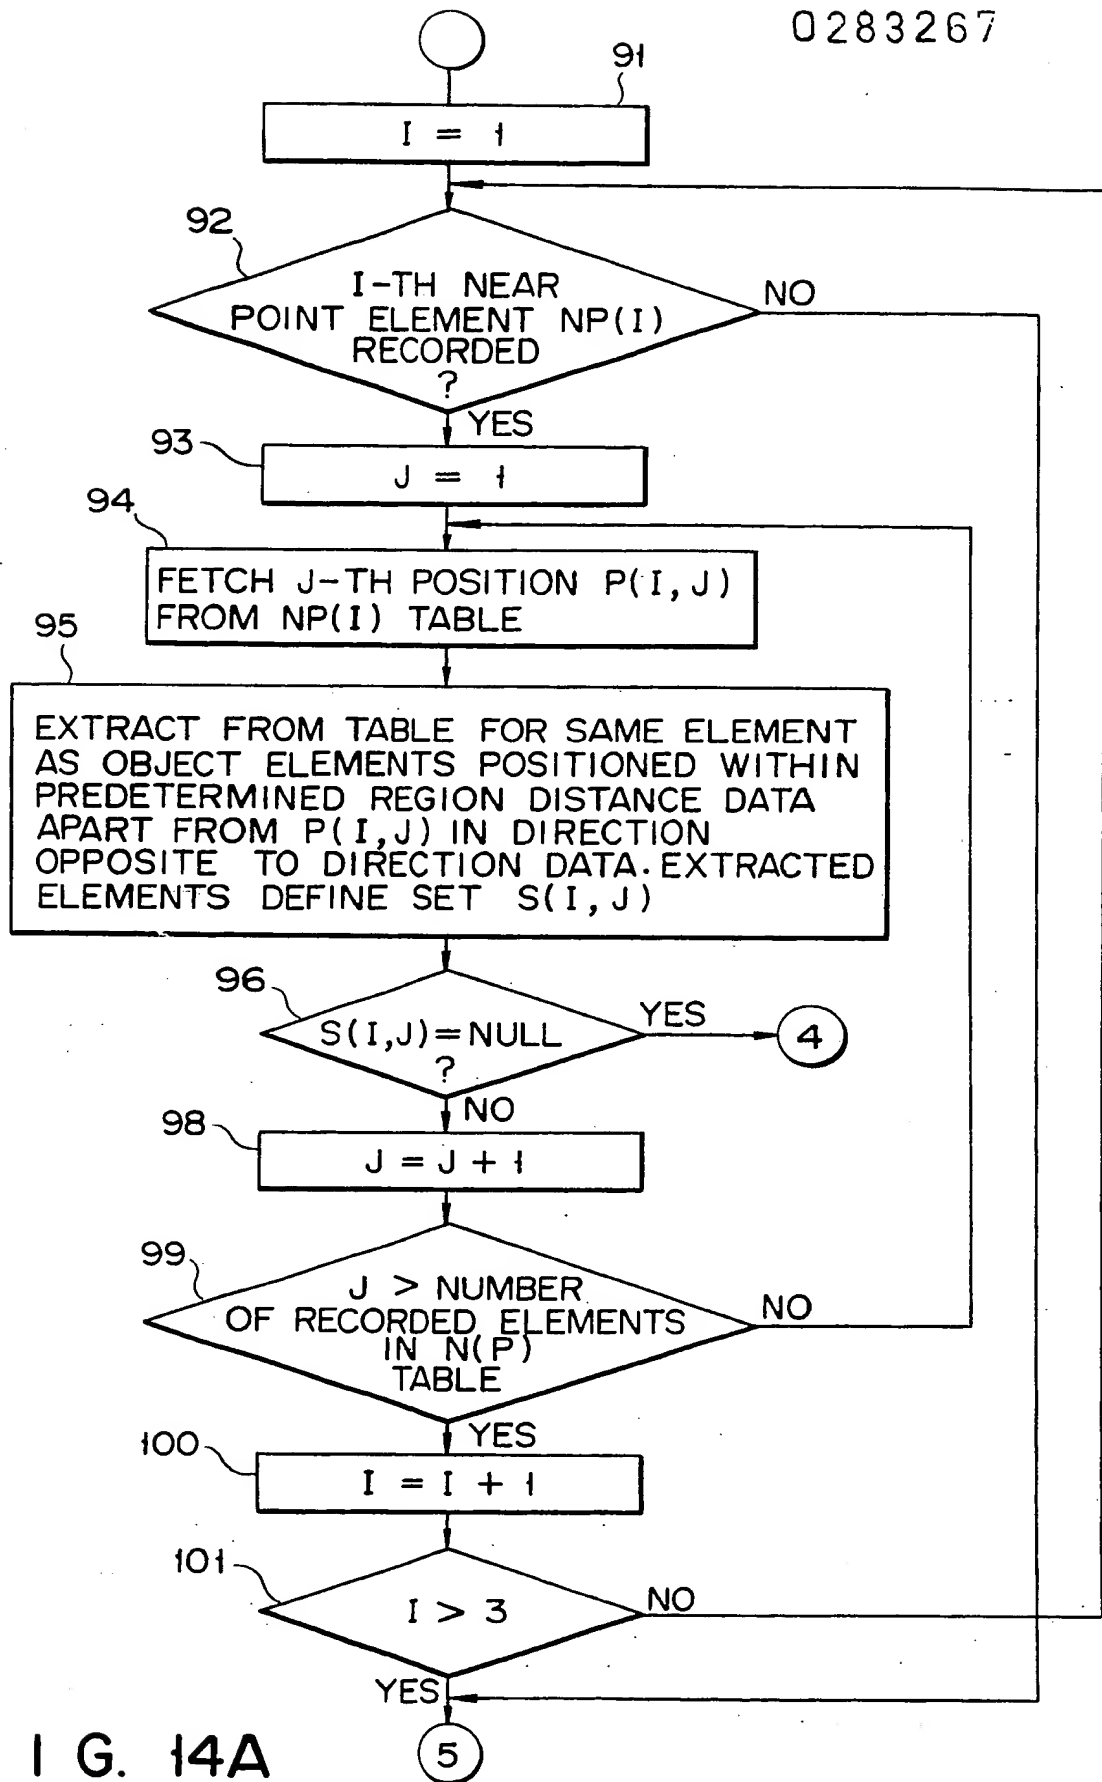 0283267
91
I = 1
92
I-TH NEAR
POINT ELEMENT NP(I)
RECORDED
?
NO
YES
93
J = 1
94
FETCH J-TH POSITION P(I,J)
FROM NP(I) TABLE
95
EXTRACT FROM TABLE FOR SAME ELEMENT
AS OBJECT ELEMENTS POSITIONED WITHIN
PREDETERMINED REGION DISTANCE DATA
APART FROM P(I,J) IN DIRECTION
OPPOSITE TO DIRECTION DATA. EXTRACTED
ELEMENTS DEFINE SET S(I,J)
96
S(I,J)=NULL
?
YES
4
NO
98
J = J + 1
99
J > NUMBER
OF RECORDED ELEMENTS
IN N(P)
TABLE
NO
YES
100
I = I + 1
101
I > 3
NO
YES
5
I G. 14A